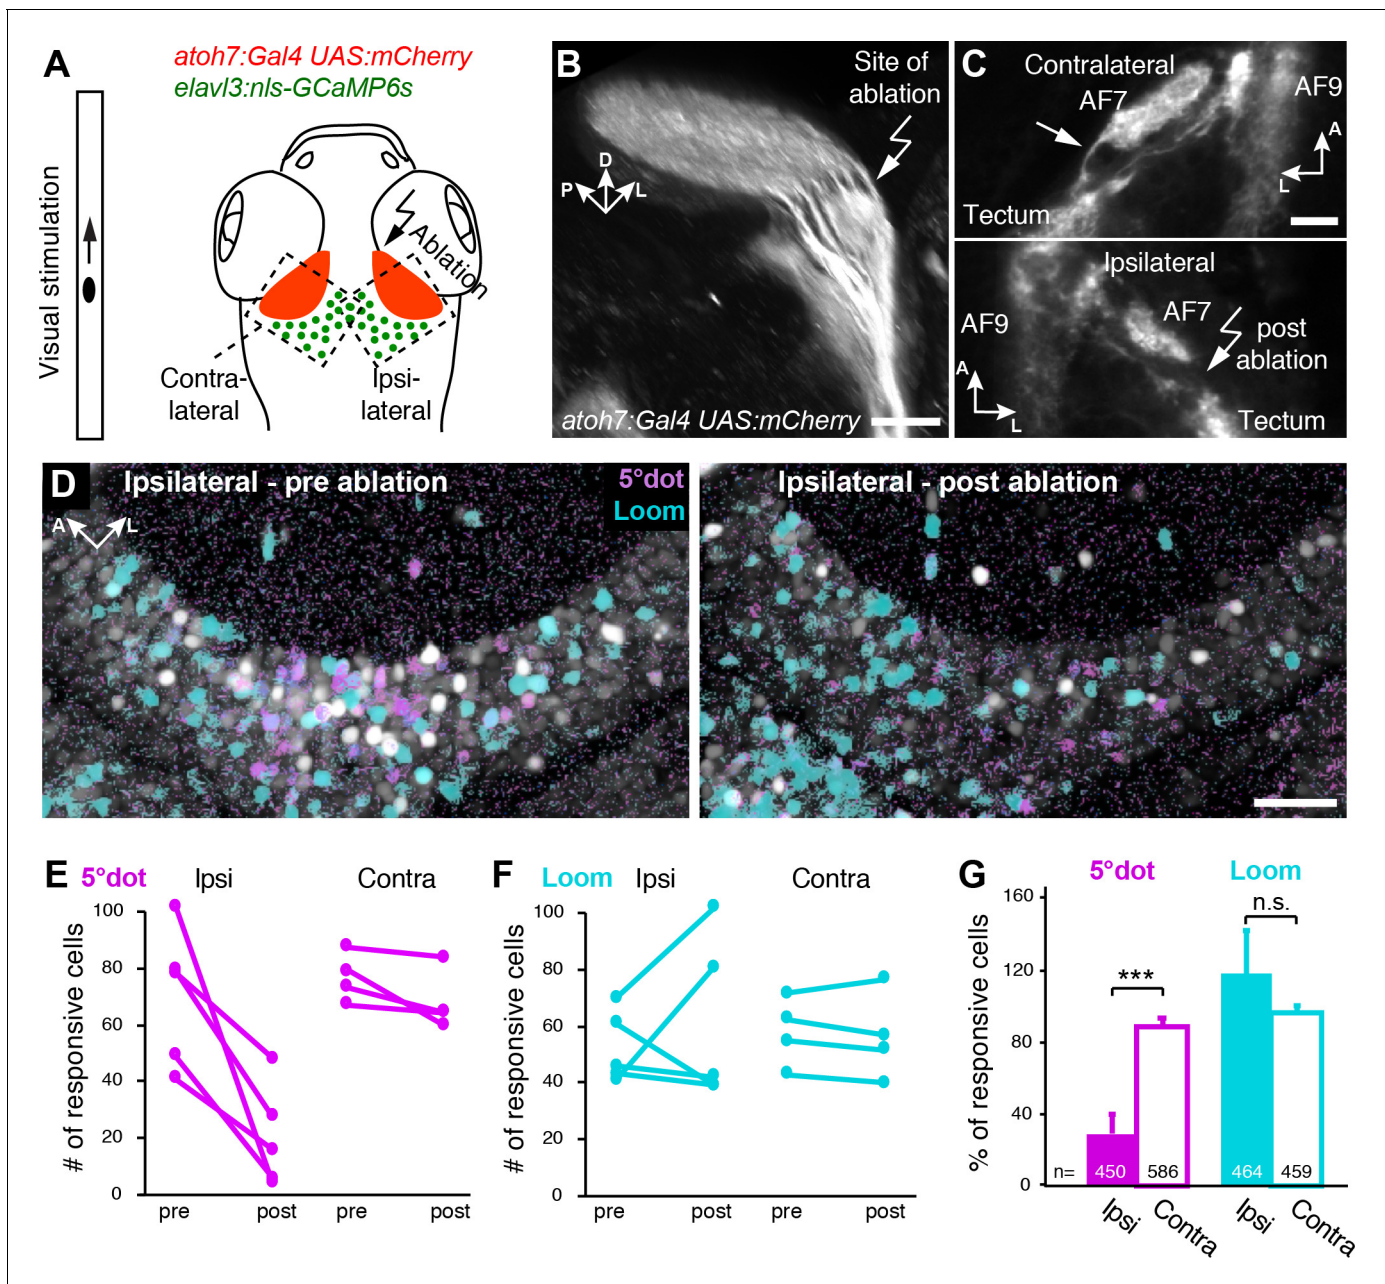 A
atoh7:Gal4 UAS:mCherry
elavl3:nls-GCaMP6s
Visual stimulation
Ablation
Contra-
lateral
Ipsi-
lateral
B
Site of
ablation
D
P
L
atoh7:Gal4 UAS:mCherry
C
Contralateral
AF7
AF9
A
L
Tectum
Ipsilateral
AF7
AF9
post
ablation
A
L
Tectum
D
Ipsilateral - pre ablation
5°dot
Loom
A
L
Ipsilateral - post ablation
E
5°dot
Ipsi
Contra
# of responsive cells
100
80
60
40
20
0
pre
post
pre
post
F
Loom
Ipsi
Contra
# of responsive cells
100
80
60
40
20
0
pre
post
pre
post
G
5°dot
Loom
% of responsive cells
160
120
80
40
0
***
n.s.
n=
450
586
464
459
Ipsi
Contra
Ipsi
Contra